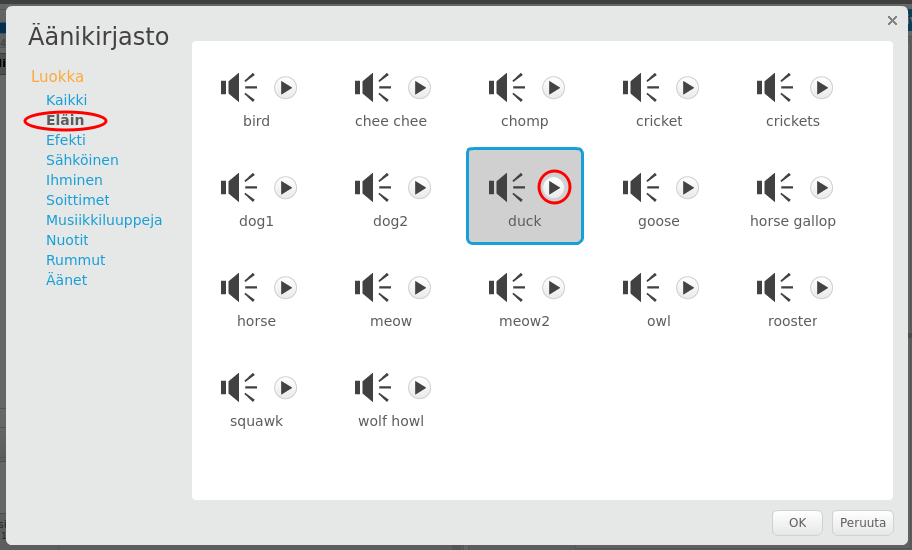 Äänikirjasto
Luokka
Kaikki
Eläin
Efekti
Sähköinen
Ihminen
Soittimet
Musiikkiluuppeja
Nuotit
Rummut
Äänet
bird chee chee chomp cricket crickets
dog1 dog2 duck goose horse gallop
horse meow meow2 owl rooster
squawk wolf howl
OK Peruuta